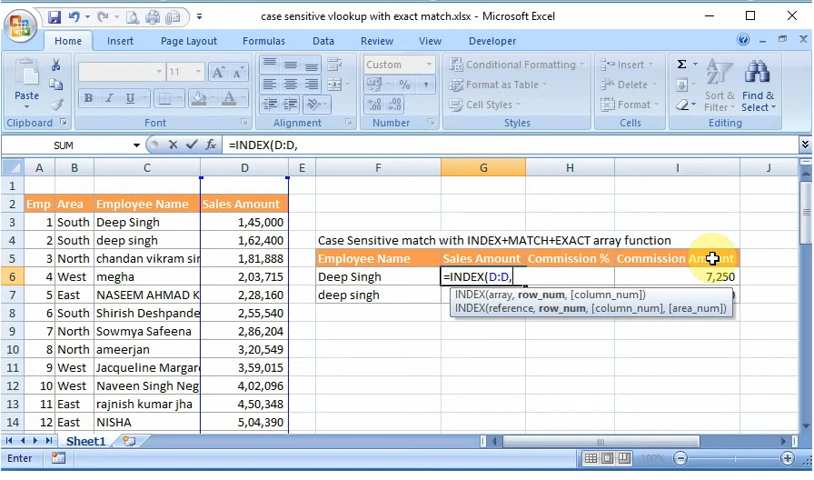 case sensitive vlookup with exact match.xlsx - Microsoft Excel
Home Insert Page Layout Formulas Data Review View Developer
Paste
11 A A
B I U
Custom
%
Conditional Formatting
Format as Table
Cell Styles
Insert
Delete
Format
Σ
Sort & Filter
Find & Select
Clipboard Font Alignment Number Styles Cells Editing
SUM fx =INDEX(D:D,
A B C D E F G H I J
1
2 Emp Area Employee Name Sales Amount
3 1 South Deep Singh 1,45,000
4 2 South deep singh 1,62,400 Case Sensitive match with INDEX+MATCH+EXACT array function
5 3 North chandan vikram sin 1,81,888 Employee Name Sales Amount Commission % Commission Amount
6 4 West megha 2,03,715 Deep Singh =INDEX(D:D, 7,250
7 5 East NASEEM AHMAD K 2,28,160 deep singh INDEX(array, row_num, [column_num])
8 6 South Shirish Deshpande 2,55,540 INDEX(reference, row_num, [column_num], [area_num])
9 7 North Sowmya Safeena 2,86,204
10 8 North ameerjan 3,20,549
11 9 West Jacqueline Margare 3,59,015
12 10 West Naveen Singh Neg 4,02,096
13 11 East rajnish kumar jha 4,50,348
14 12 East NISHA 5,04,390
Sheet1
Enter 100%